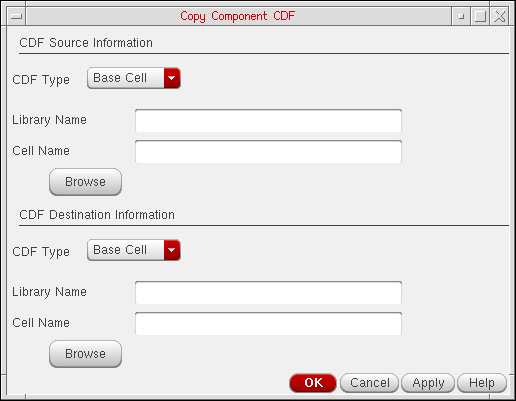 Copy Component CDF
CDF Source Information
CDF Type Base Cell
Library Name
Cell Name
Browse
CDF Destination Information
CDF Type Base Cell
Library Name
Cell Name
Browse
OK Cancel Apply Help